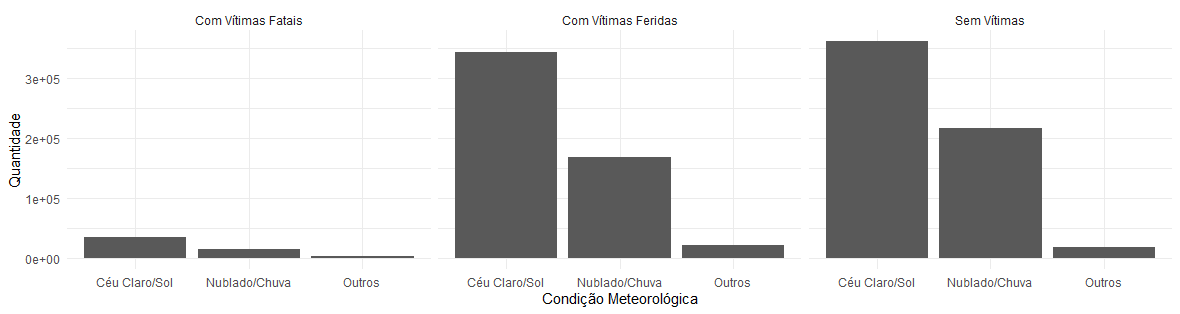 Com Vítimas Fatais Com Vítimas Feridas Sem Vítimas
3e+05
2e+05
1e+05
0e+00
Quantidade
Céu Claro/Sol Nublado/Chuva Outros Céu Claro/Sol Nublado/Chuva Outros Céu Claro/Sol Nublado/Chuva Outros
Condição Meteorológica